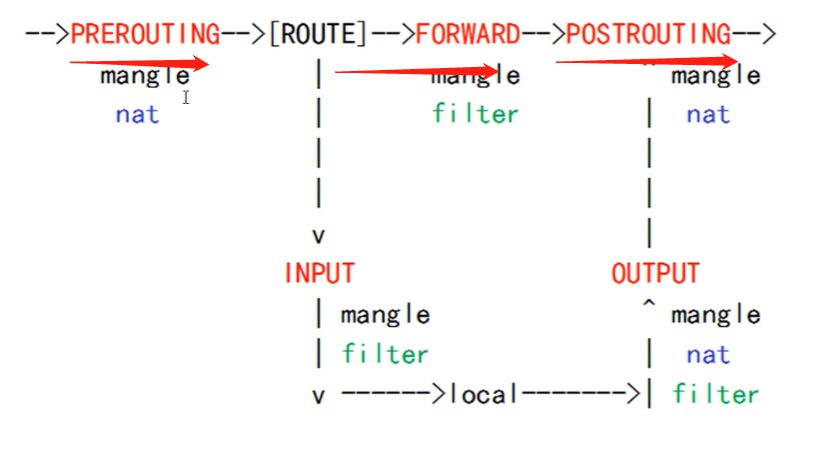 -->PREROUTING-->[ROUTE]-->FORWARD-->POSTROUTING-->
mangle | mangle ^ mangle
nat | filter | nat
| |
| |
v |
INPUT OUTPUT
| mangle ^ mangle
| filter | nat
v ------>local------->| filter